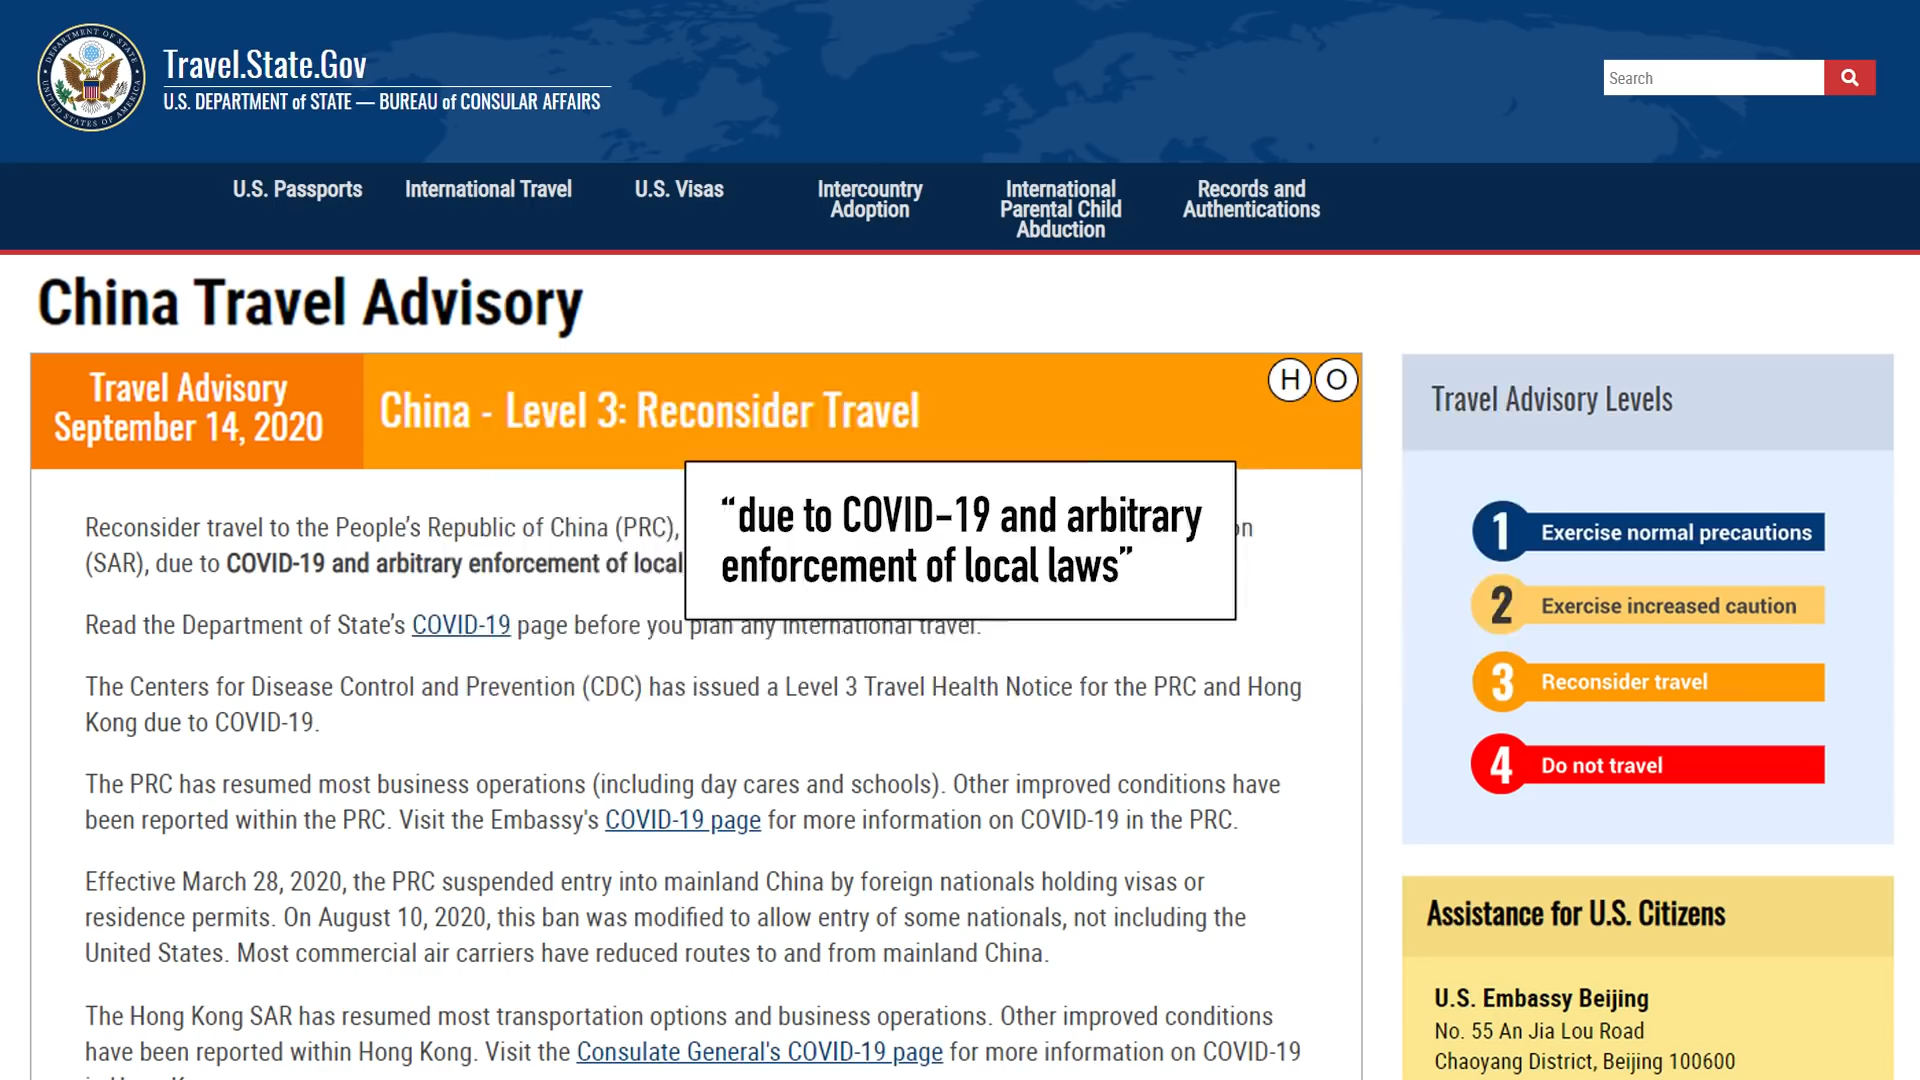 Travel.State.Gov
U.S. DEPARTMENT of STATE — BUREAU of CONSULAR AFFAIRS
Search
DEPARTMENT OF STATE
UNITED STATES OF AMERICA
U.S. Passports
International Travel
U.S. Visas
Intercountry
Adoption
International
Parental Child
Abduction
Records and
Authentications
China Travel Advisory
Travel Advisory
September 14, 2020
China - Level 3: Reconsider Travel
H O
Reconsider travel to the People’s Republic of China (PRC),
(SAR), due to COVID-19 and arbitrary enforcement of local
“due to COVID-19 and arbitrary
enforcement of local laws”
Read the Department of State’s COVID-19 page before you plan any international travel.
The Centers for Disease Control and Prevention (CDC) has issued a Level 3 Travel Health Notice for the PRC and Hong
Kong due to COVID-19.
The PRC has resumed most business operations (including day cares and schools). Other improved conditions have
been reported within the PRC. Visit the Embassy's COVID-19 page for more information on COVID-19 in the PRC.
Effective March 28, 2020, the PRC suspended entry into mainland China by foreign nationals holding visas or
residence permits. On August 10, 2020, this ban was modified to allow entry of some nationals, not including the
United States. Most commercial air carriers have reduced routes to and from mainland China.
The Hong Kong SAR has resumed most transportation options and business operations. Other improved conditions
have been reported within Hong Kong. Visit the Consulate General's COVID-19 page for more information on COVID-19
Travel Advisory Levels
1 Exercise normal precautions
2 Exercise increased caution
3 Reconsider travel
4 Do not travel
Assistance for U.S. Citizens
U.S. Embassy Beijing
No. 55 An Jia Lou Road
Chaoyang District, Beijing 100600